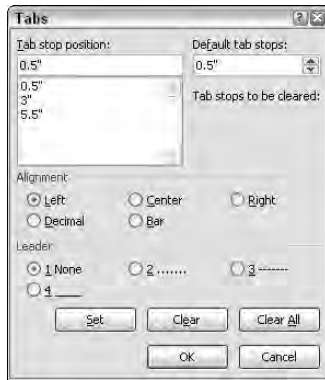 Tabs
Tab stop position:
Default tab stops:
0.5"
0.5"
0.5"
3"
5.5"
Tab stops to be cleared:
Alignment
Left
Center
Right
Decimal
Bar
Leader
1 None
2 .......
3 -------
4 ___
Set
Clear
Clear All
OK
Cancel